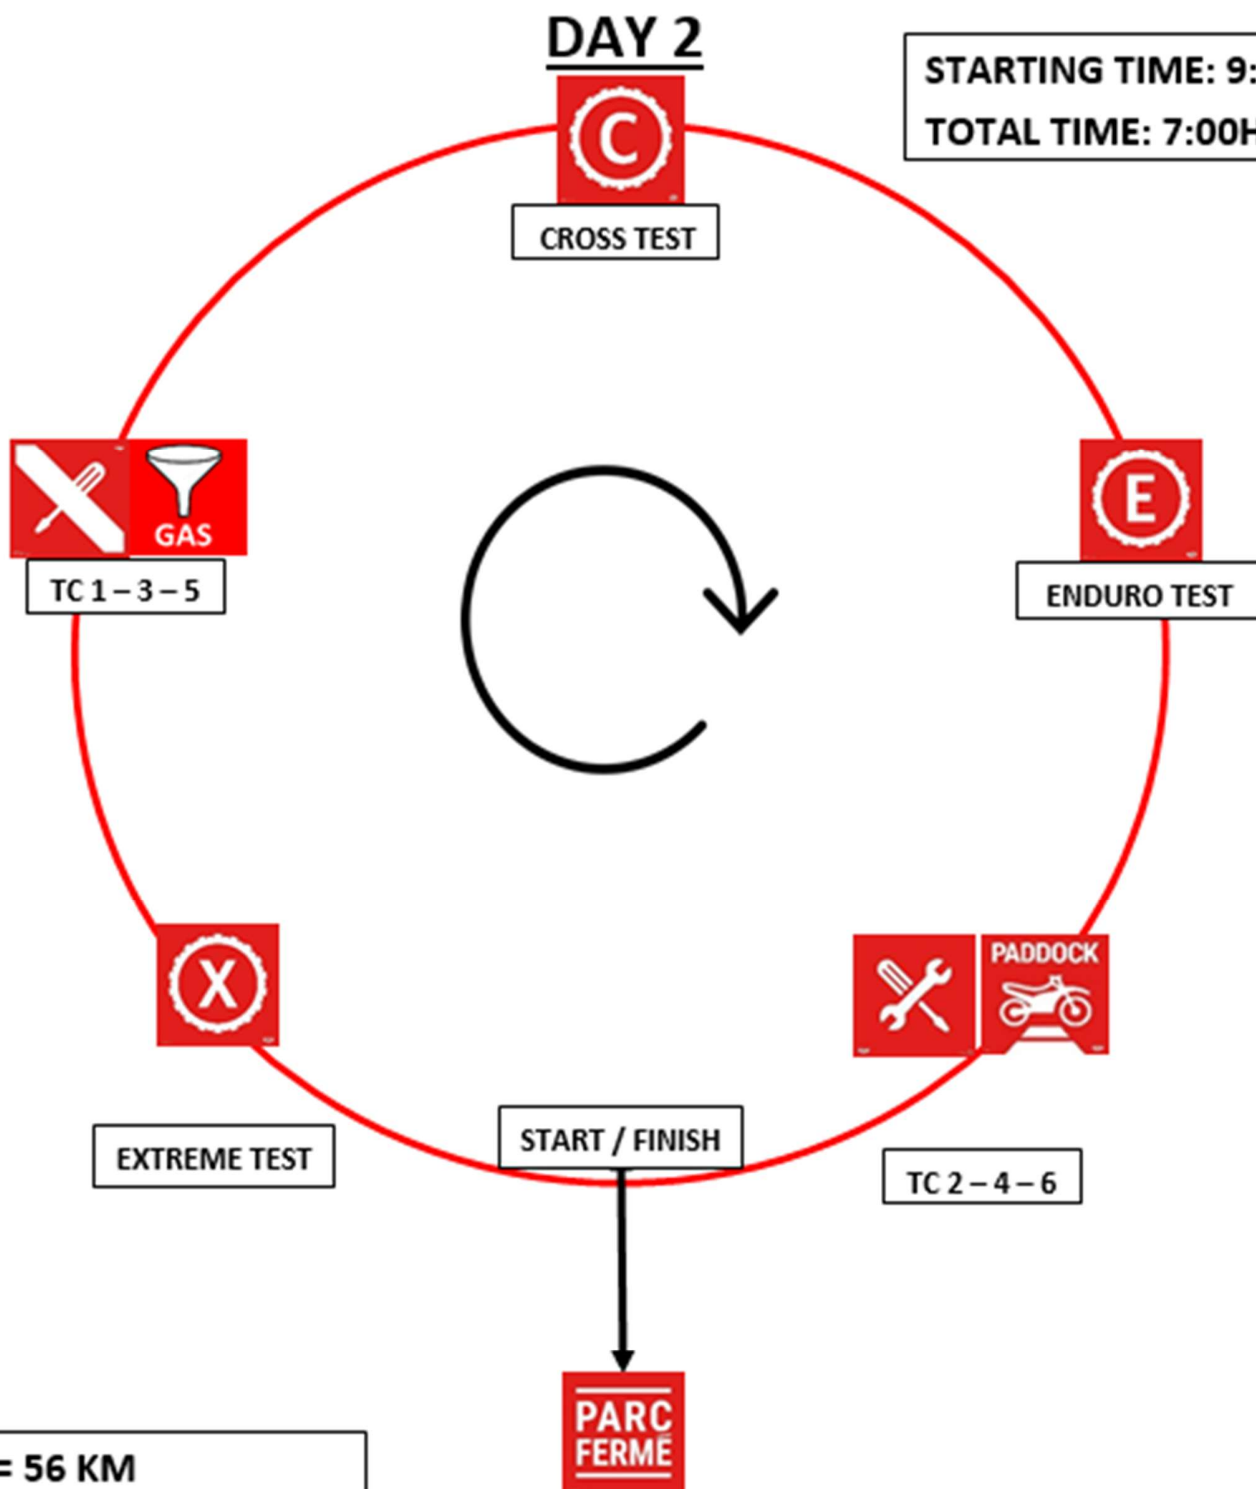 DAY 2
STARTING TIME: 9:
TOTAL TIME: 7:00H
C
CROSS TEST
GAS
TC 1 – 3 – 5
E
ENDURO TEST
X
EXTREME TEST
PADDOCK
START / FINISH
TC 2 – 4 – 6
PARC
FERMÉ
= 56 KM